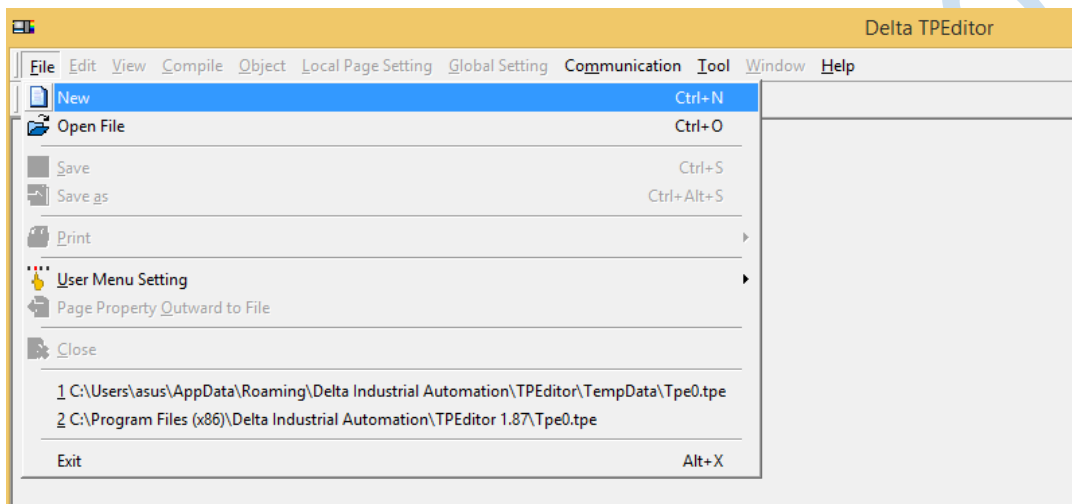 Delta TPEditor
File Edit View Compile Object Local Page Setting Global Setting Communication Tool Window Help
New Ctrl+N
Open File Ctrl+O
Save Ctrl+S
Save as Ctrl+Alt+S
Print
User Menu Setting
Page Property Outward to File
Close
1 C:\Users\asus\AppData\Roaming\Delta Industrial Automation\TPEditor\TempData\Tpe0.tpe
2 C:\Program Files (x86)\Delta Industrial Automation\TPEditor 1.87\Tpe0.tpe
Exit Alt+X